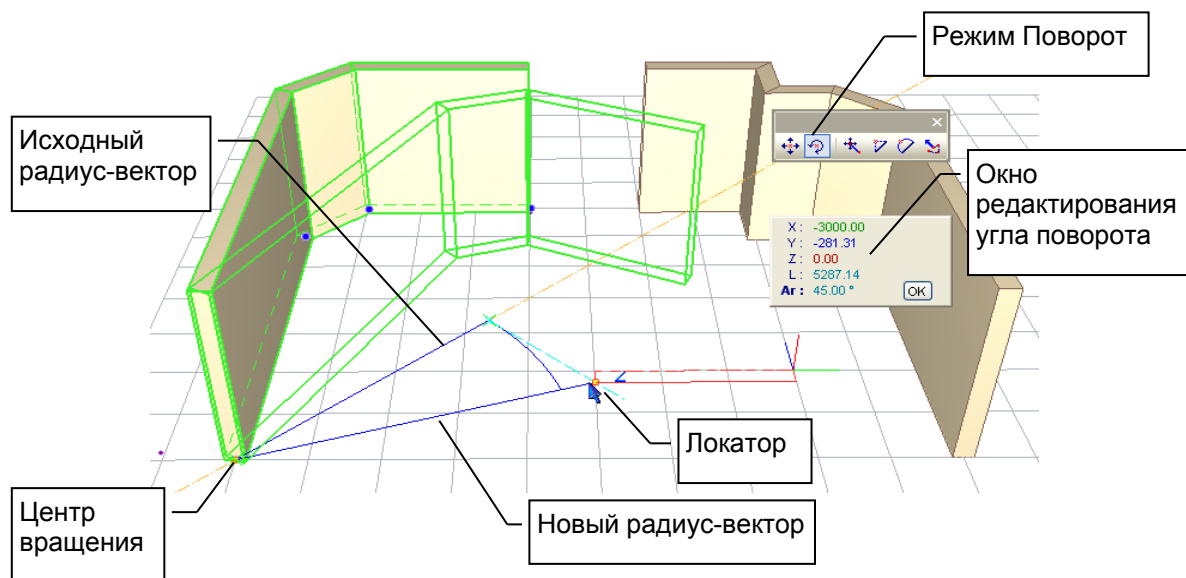 Режим Поворот
Исходный
радиус-вектор
Окно
редактирования
угла поворота
X : -3000.00
Y : -281.31
Z : 0.00
L : 5287.14
Ar : 45.00 °
OK
Z
Локатор
Центр
вращения
Новый радиус-вектор